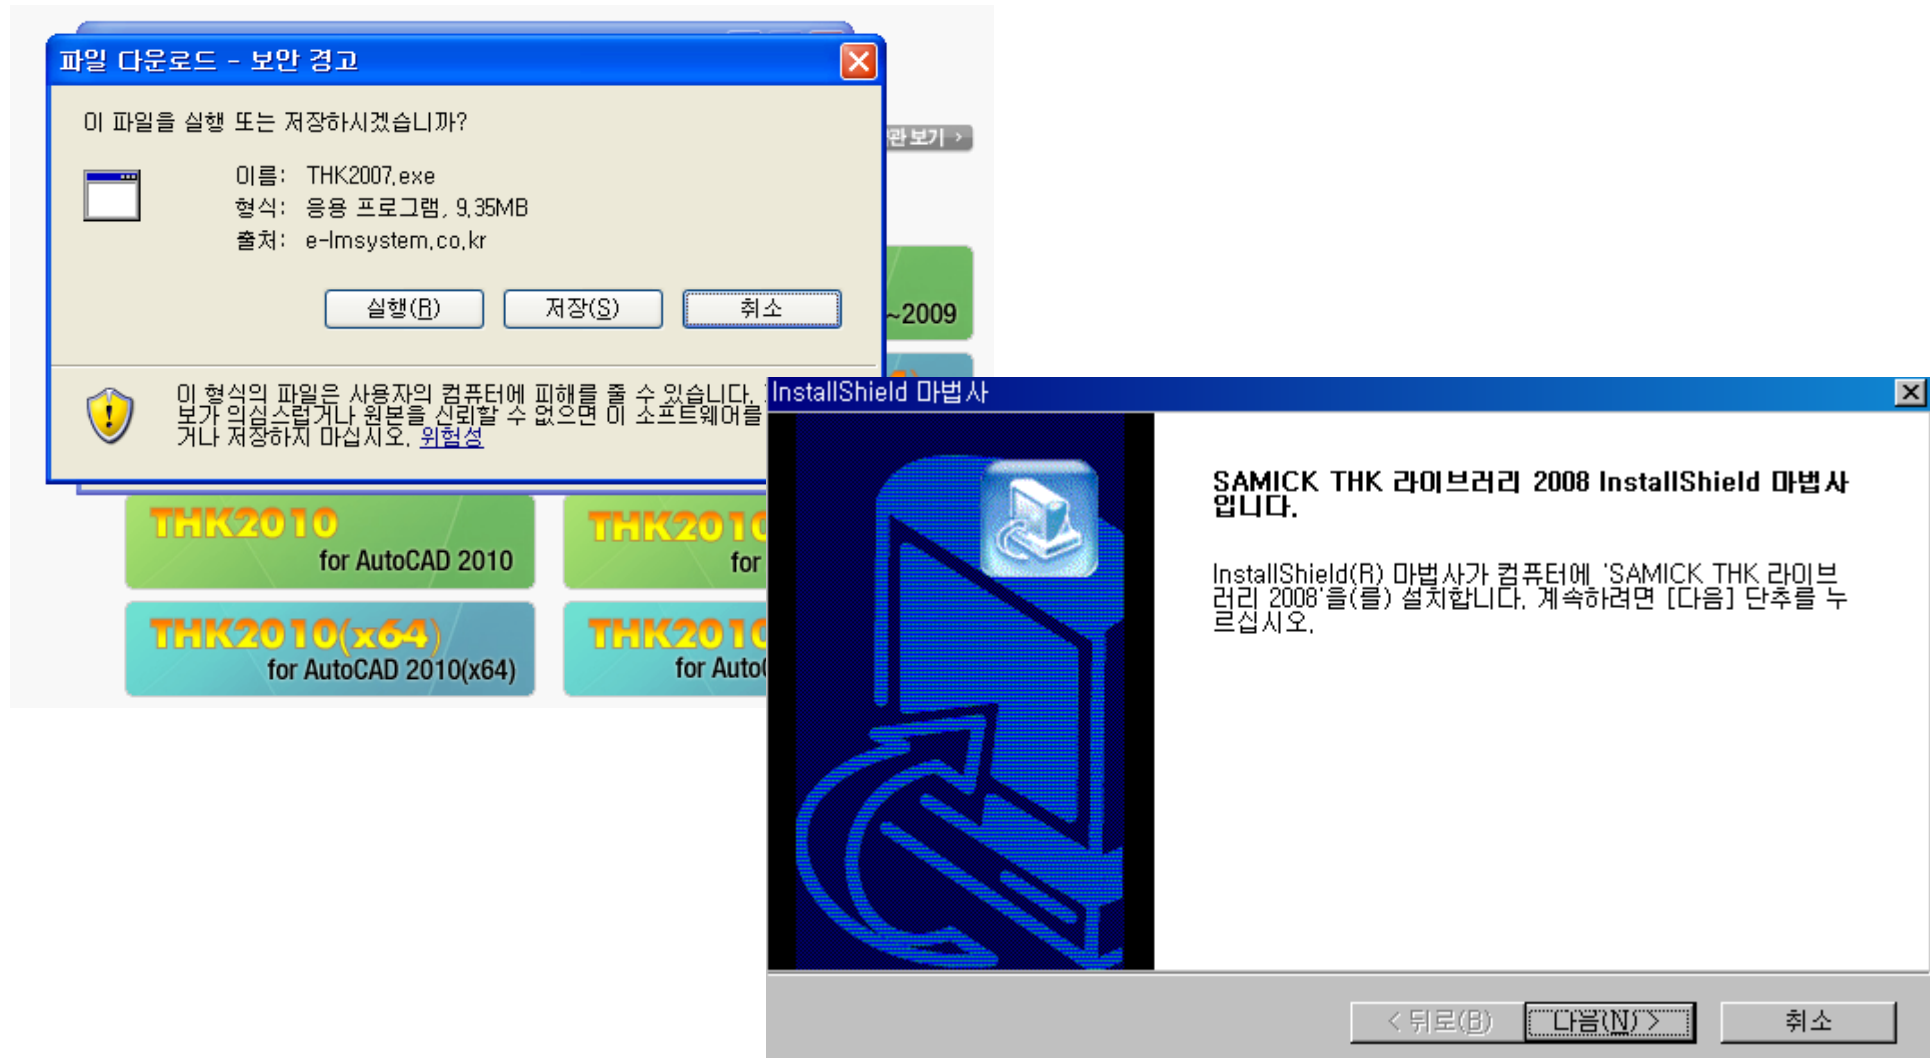 파일 다운로드 - 보안 경고
이 파일을 실행 또는 저장하시겠습니까?
이름: THK2007.exe
형식: 응용 프로그램, 9.35MB
출처: e-lmsystem.co.kr
실행(R) 저장(S) 취소
이 형식의 파일은 사용자의 컴퓨터에 피해를 줄 수 있습니다.
보가 의심스럽거나 원본을 신뢰할 수 없으면 이 소프트웨어를
거나 저장하지 마십시오. 위험성
관 보기 >
~2009
THK2010
for AutoCAD 2010
THK2010
for
THK2010(x64)
for AutoCAD 2010(x64)
THK2010
for Auto
InstallShield 마법사
SAMICK THK 라이브러리 2008 InstallShield 마법사
입니다.
InstallShield(R) 마법사가 컴퓨터에 'SAMICK THK 라이브
러리 2008'을(를) 설치합니다. 계속하려면 [다음] 단추를 누
르십시오.
< 뒤로(B) 다음(N) > 취소